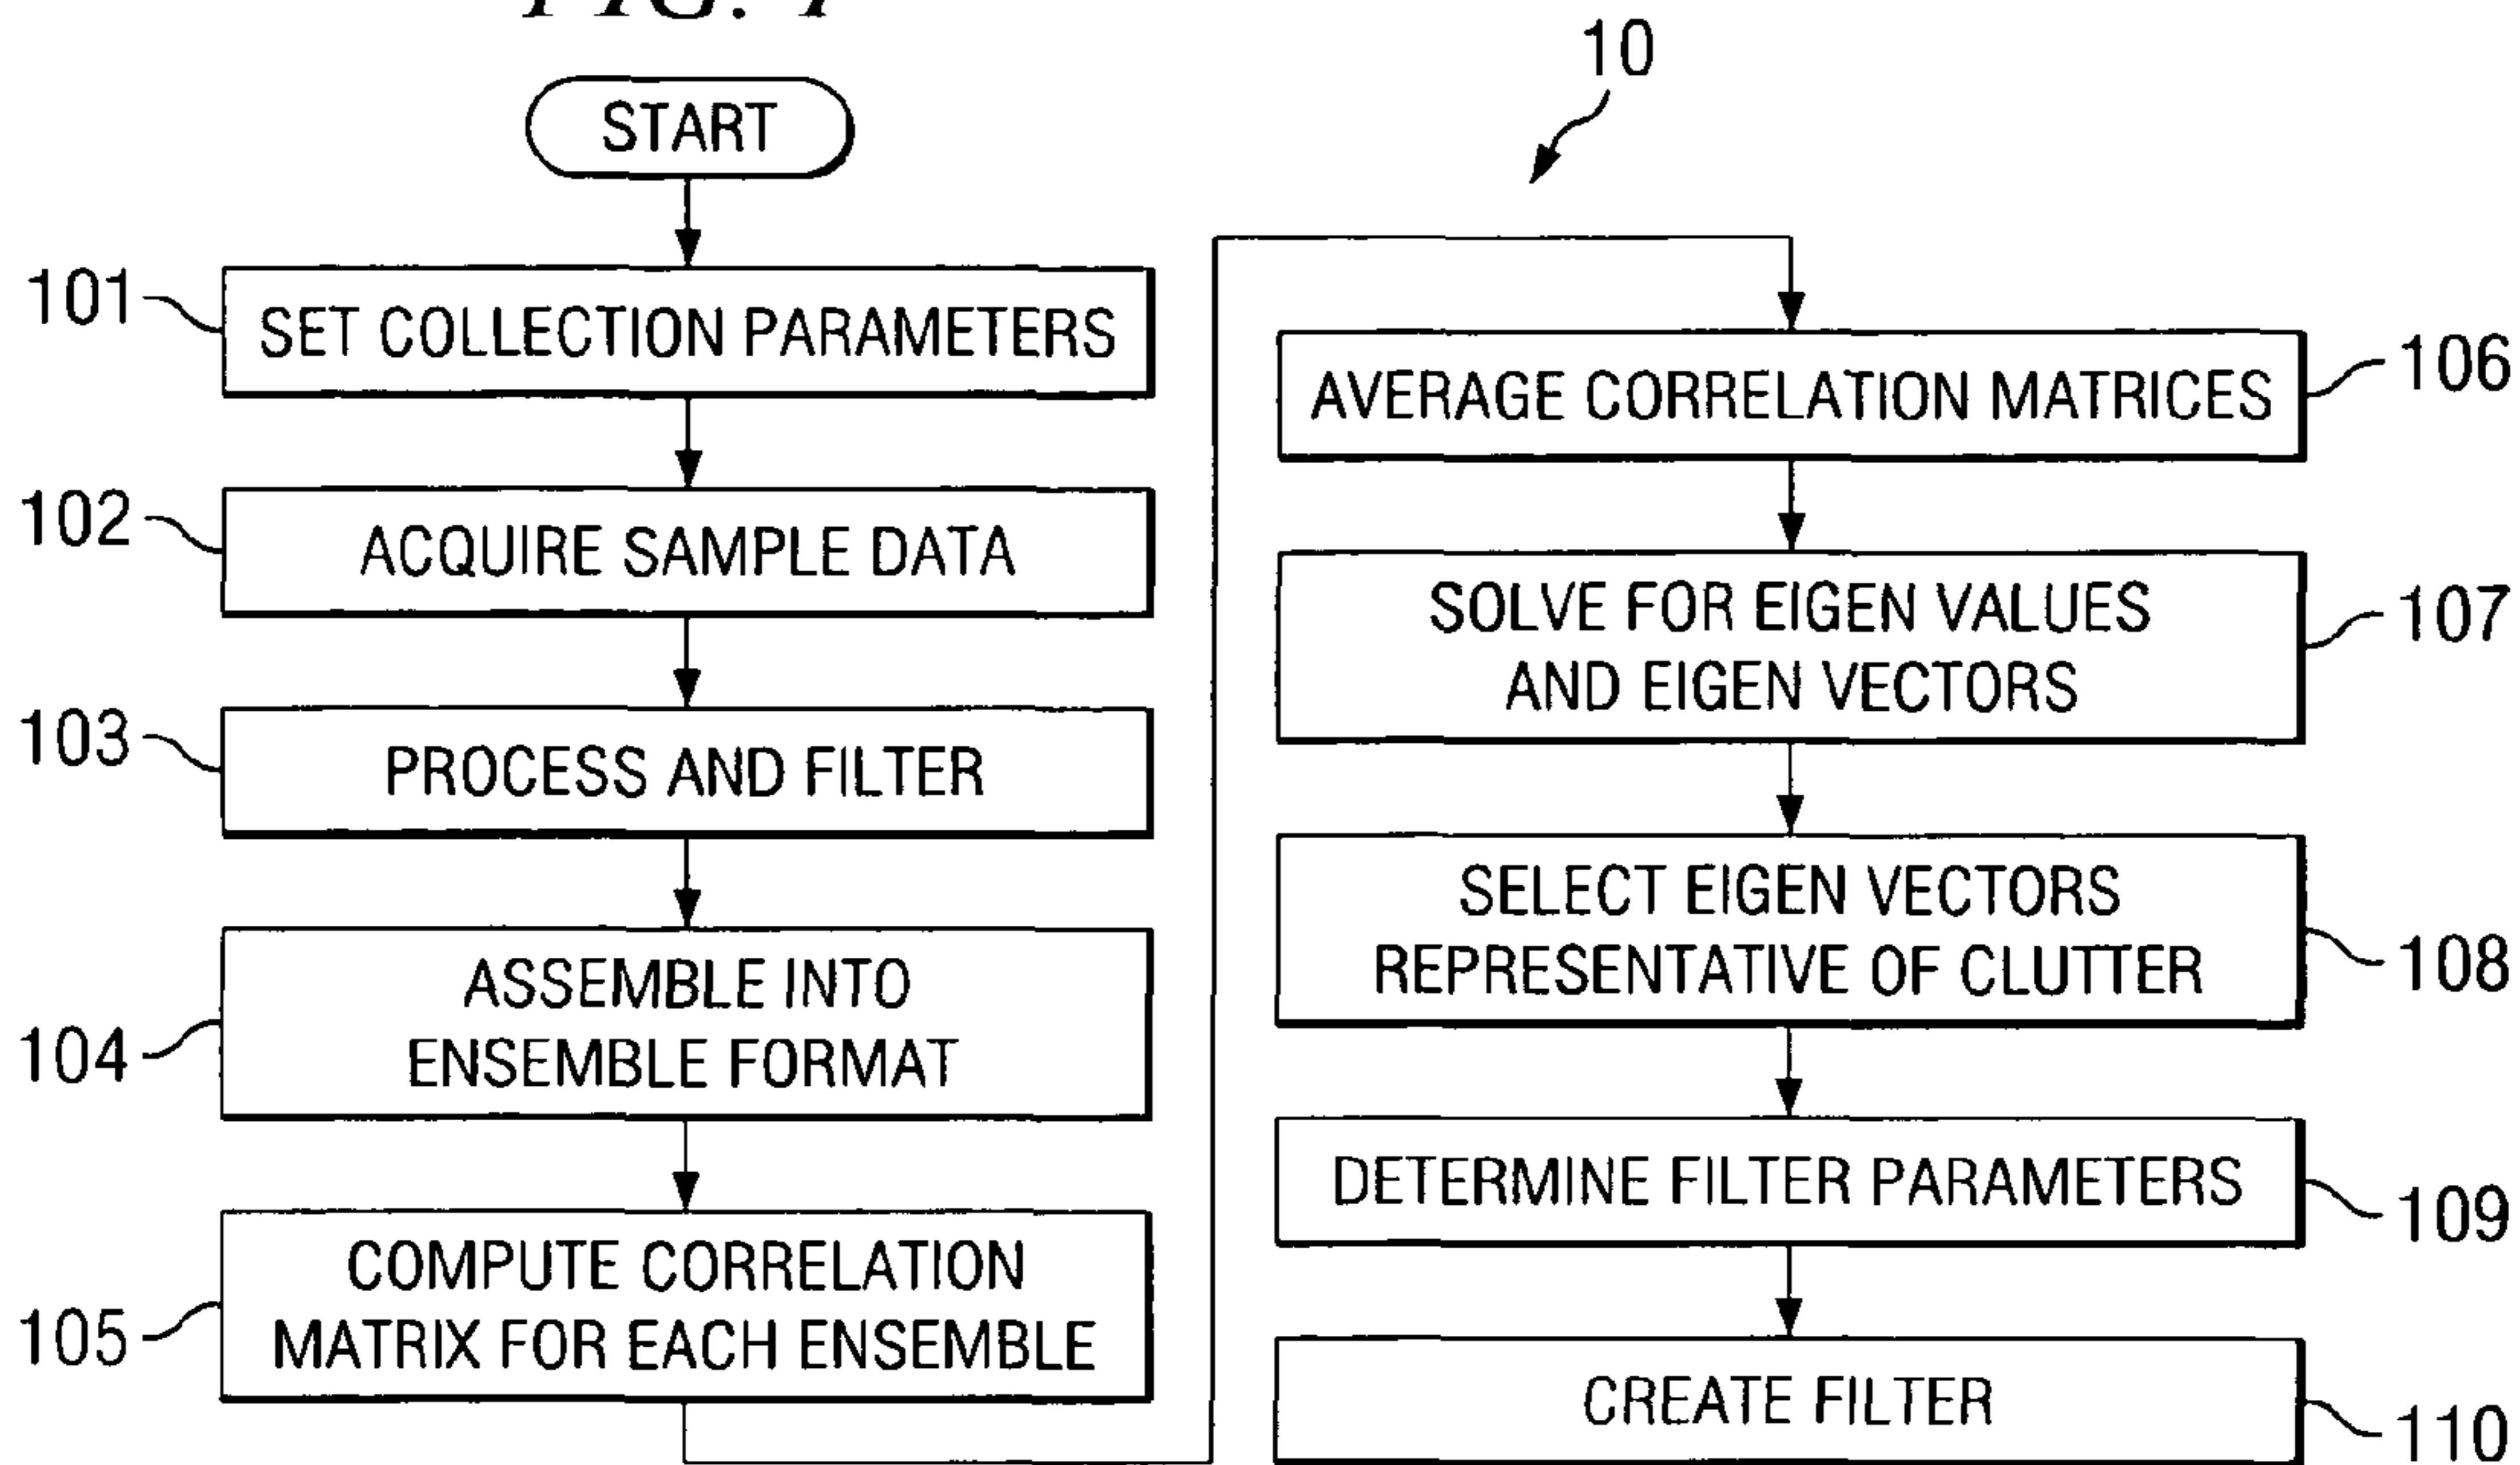 FIG. 1
START
101
SET COLLECTION PARAMETERS
102
ACQUIRE SAMPLE DATA
103
PROCESS AND FILTER
104
ASSEMBLE INTO
ENSEMBLE FORMAT
105
COMPUTE CORRELATION
MATRIX FOR EACH ENSEMBLE
10
106
AVERAGE CORRELATION MATRICES
107
SOLVE FOR EIGEN VALUES
AND EIGEN VECTORS
108
SELECT EIGEN VECTORS
REPRESENTATIVE OF CLUTTER
109
DETERMINE FILTER PARAMETERS
110
CREATE FILTER